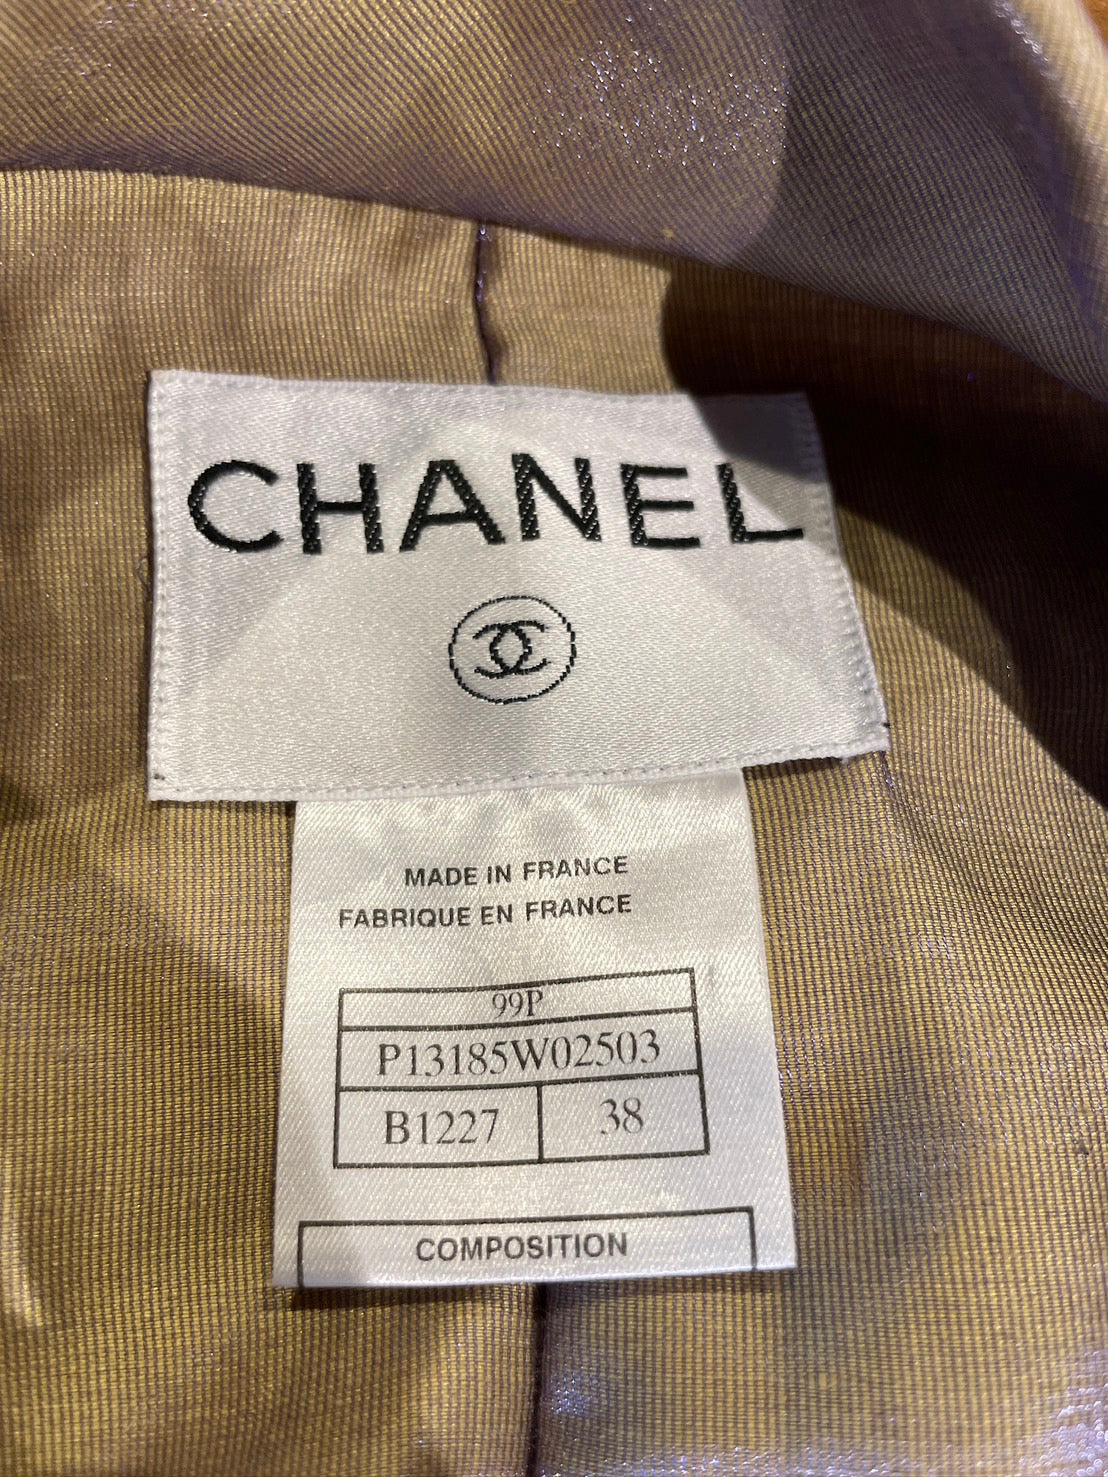 CHANEL
MADE IN FRANCE
FABRIQUE EN FRANCE
99P
P13185W02503
B1227 38
COMPOSITION